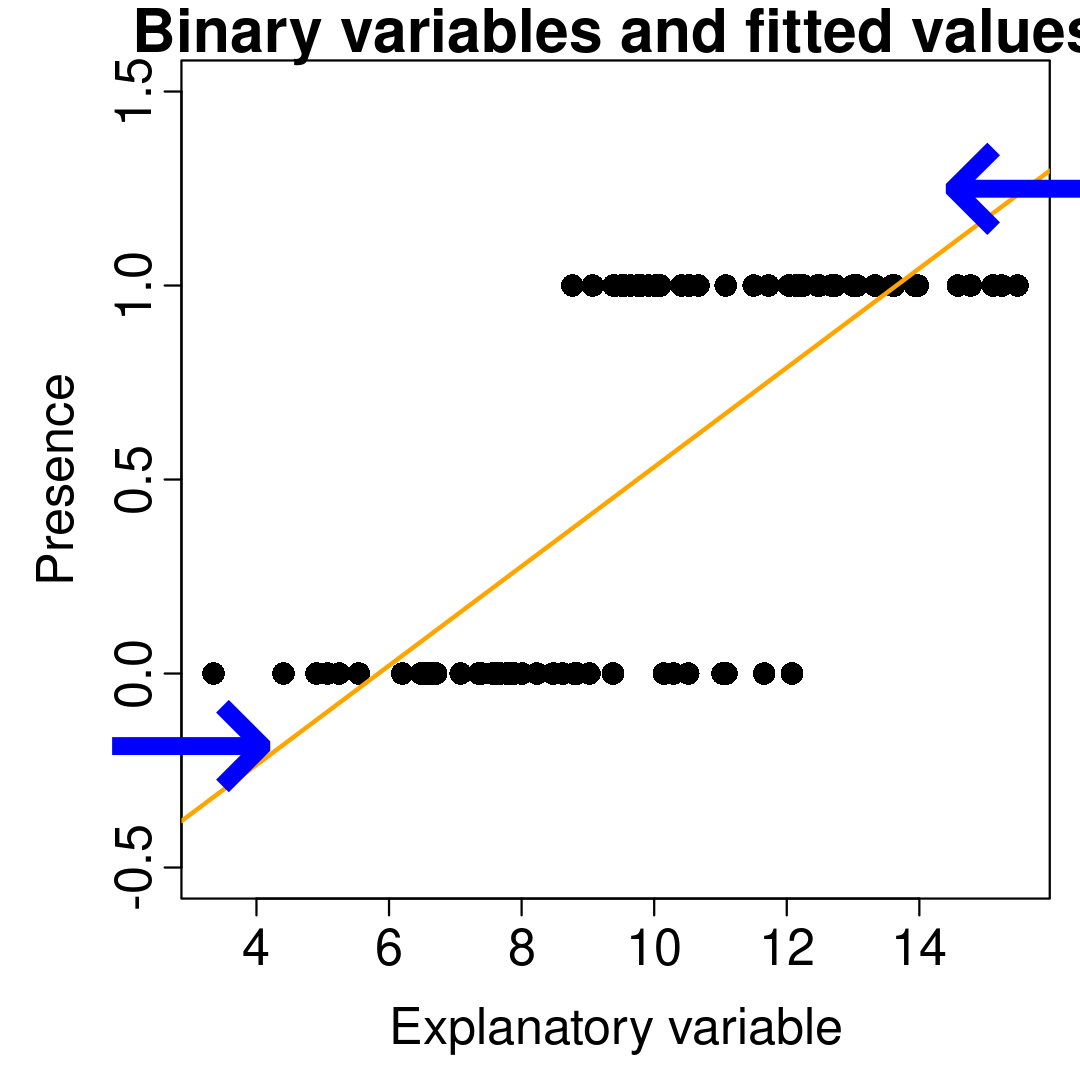 Binary variables and fitted values
1.5
1.0
0.5
0.0
-0.5
Presence
4 6 8 10 12 14
Explanatory variable